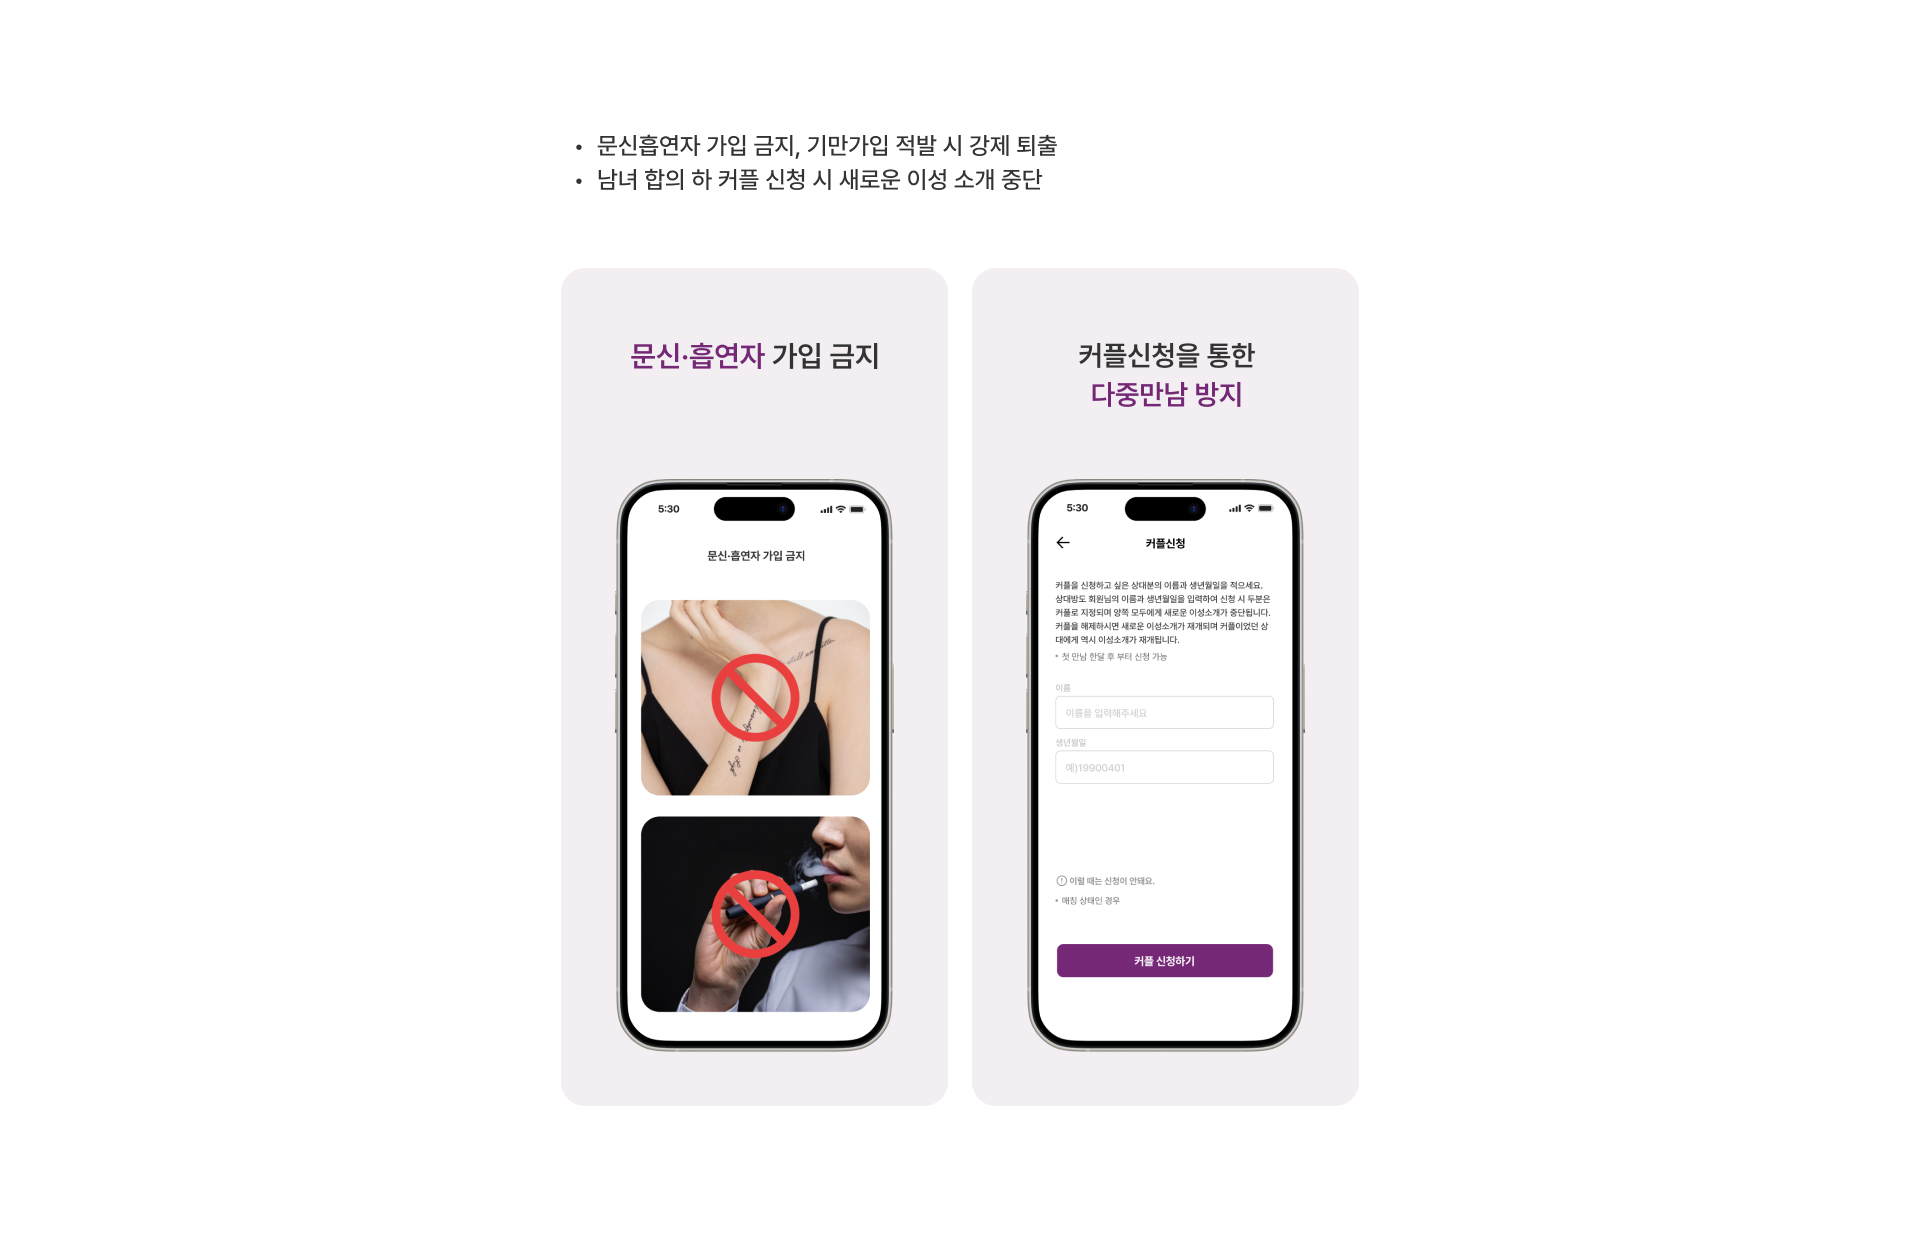 • 문신흡연자 가입 금지, 기만가입 적발 시 강제 퇴출
• 남녀 합의 하 커플 신청 시 새로운 이성 소개 중단
문신·흡연자 가입 금지
5:30
문신·흡연자 가입 금지
커플신청을 통한
다중만남 방지
5:30
커플신청
커플을 신청하고 싶은 상대분의 이름과 생년월일을 적으세요.
상대방도 회원님의 이름과 생년월일을 입력하여 신청 시 두분은
커플로 지정되며 양쪽 모두에게 새로운 이성소개가 중단됩니다.
커플을 해제하시면 새로운 이성소개가 재개되며 커플이었던 상
대에게 역시 이성소개가 재개됩니다.
* 첫 만남 한달 후 부터 신청 가능
이름
이름을 입력해주세요
생년월일
예)19900401
이럴 때는 신청이 안돼요.
* 매칭 상태인 경우
커플 신청하기